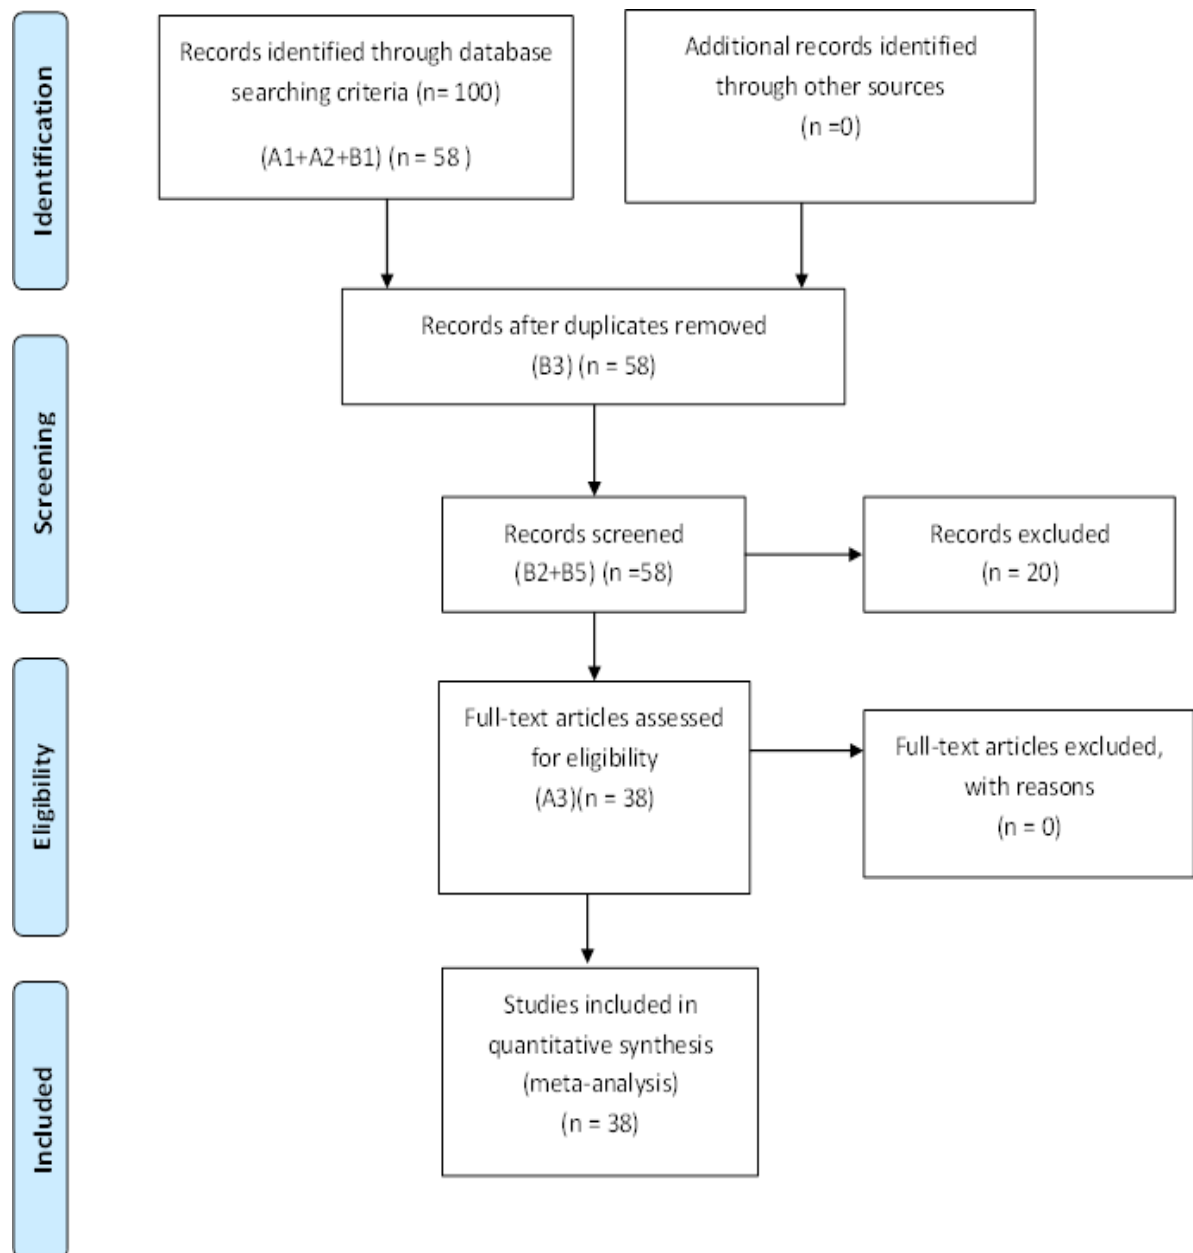 Identification
Records identified through database
searching criteria (n= 100)
(A1+A2+B1) (n = 58 )
Additional records identified
through other sources
(n =0)
Records after duplicates removed
(B3) (n = 58)
Screening
Records screened
(B2+B5) (n =58)
Records excluded
(n = 20)
Eligibility
Full-text articles assessed
for eligibility
(A3)(n = 38)
Full-text articles excluded,
with reasons
(n = 0)
Included
Studies included in
quantitative synthesis
(meta-analysis)
(n = 38)